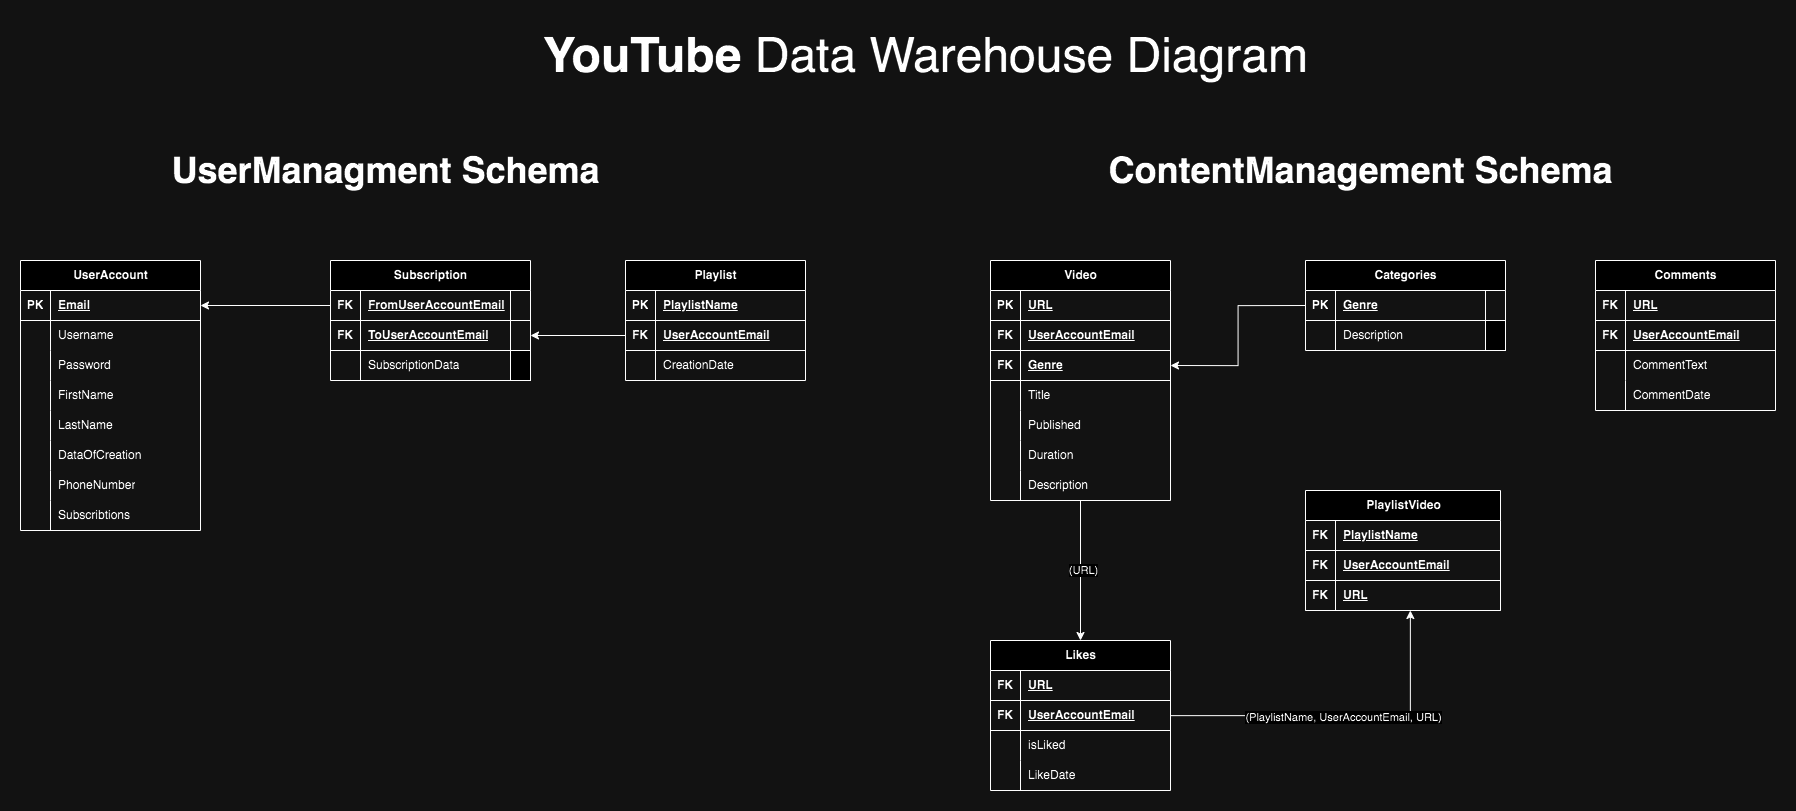 YouTube Data Warehouse Diagram
UserManagment Schema
UserAccount
PK Email
Username
Password
FirstName
LastName
DataOfCreation
PhoneNumber
Subscribtions
Subscription
FK FromUserAccountEmail
FK ToUserAccountEmail
SubscriptionData
Playlist
PK PlaylistName
FK UserAccountEmail
CreationDate
ContentManagement Schema
Video
PK URL
FK UserAccountEmail
FK Genre
Title
Published
Duration
Description
Categories
PK Genre
Description
Comments
FK URL
FK UserAccountEmail
CommentText
CommentDate
(URL)
PlaylistVideo
FK PlaylistName
FK UserAccountEmail
FK URL
Likes
FK URL
FK UserAccountEmail
isLiked
LikeDate
(PlaylistName, UserAccountEmail, URL)